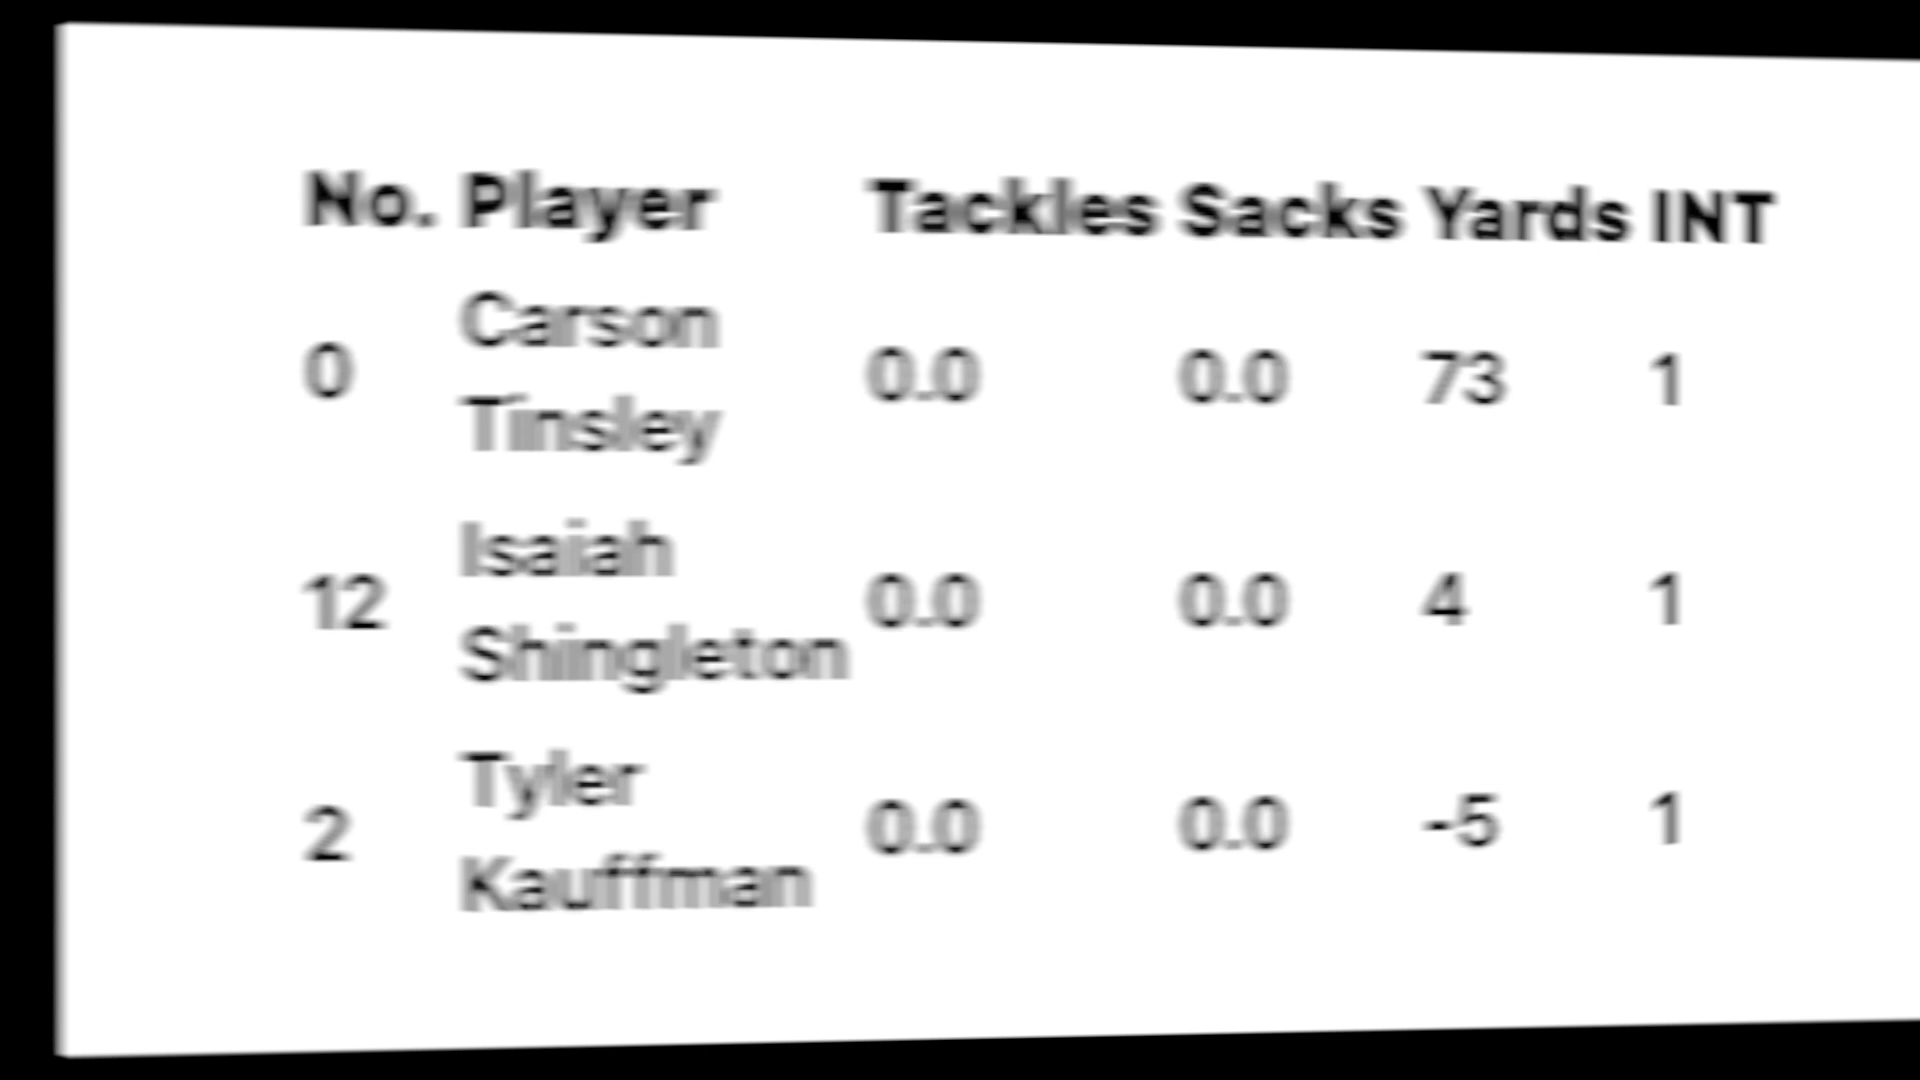 No. Player Tackles Sacks Yards INT
0 Carson Tinsley 0.0 0.0 73 1
12 Isaiah Shingleton 0.0 0.0 4 1
2 Tyler Kauffman 0.0 0.0 -5 1